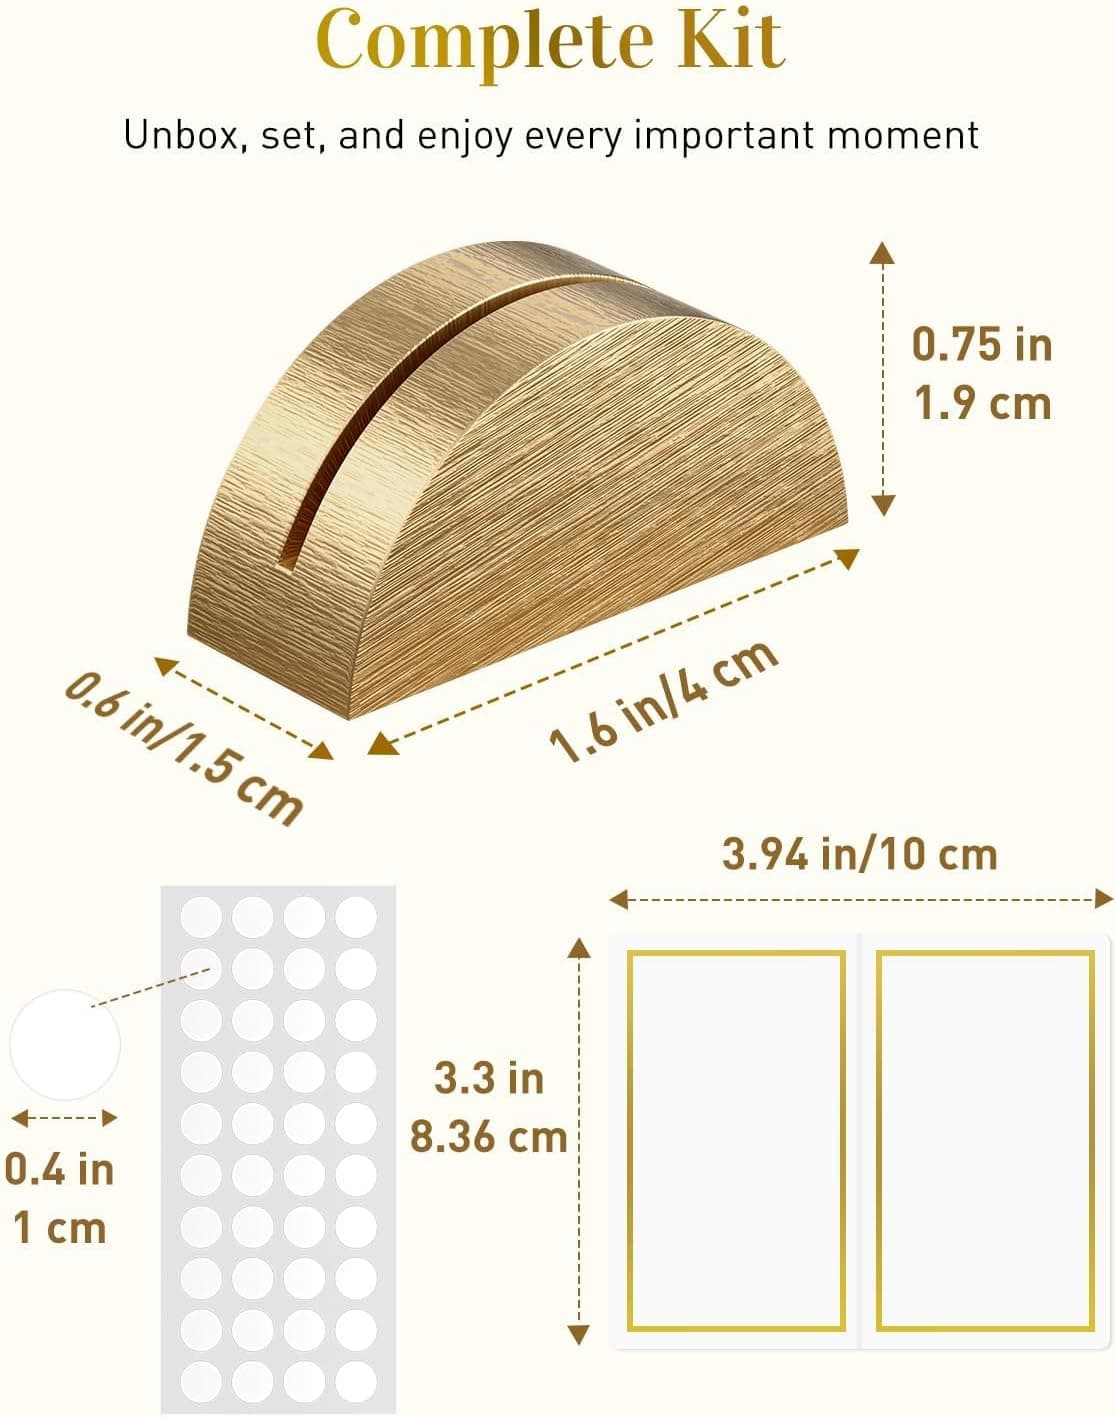 Complete Kit
Unbox, set, and enjoy every important moment
0.75 in
1.9 cm
0.6 in/1.5 cm
1.6 in/4 cm
3.94 in/10 cm
3.3 in
8.36 cm
0.4 in
1 cm